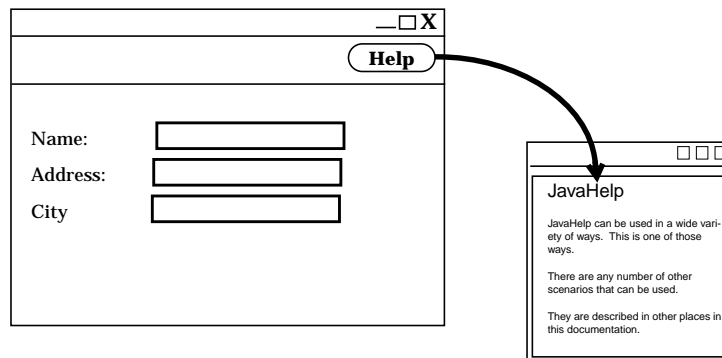 X
Help
Name:
Address:
City
JavaHelp
JavaHelp can be used in a wide vari-
ety of ways. This is one of those
ways.
There are any number of other
scenarios that can be used.
They are described in other places in
this documentation.